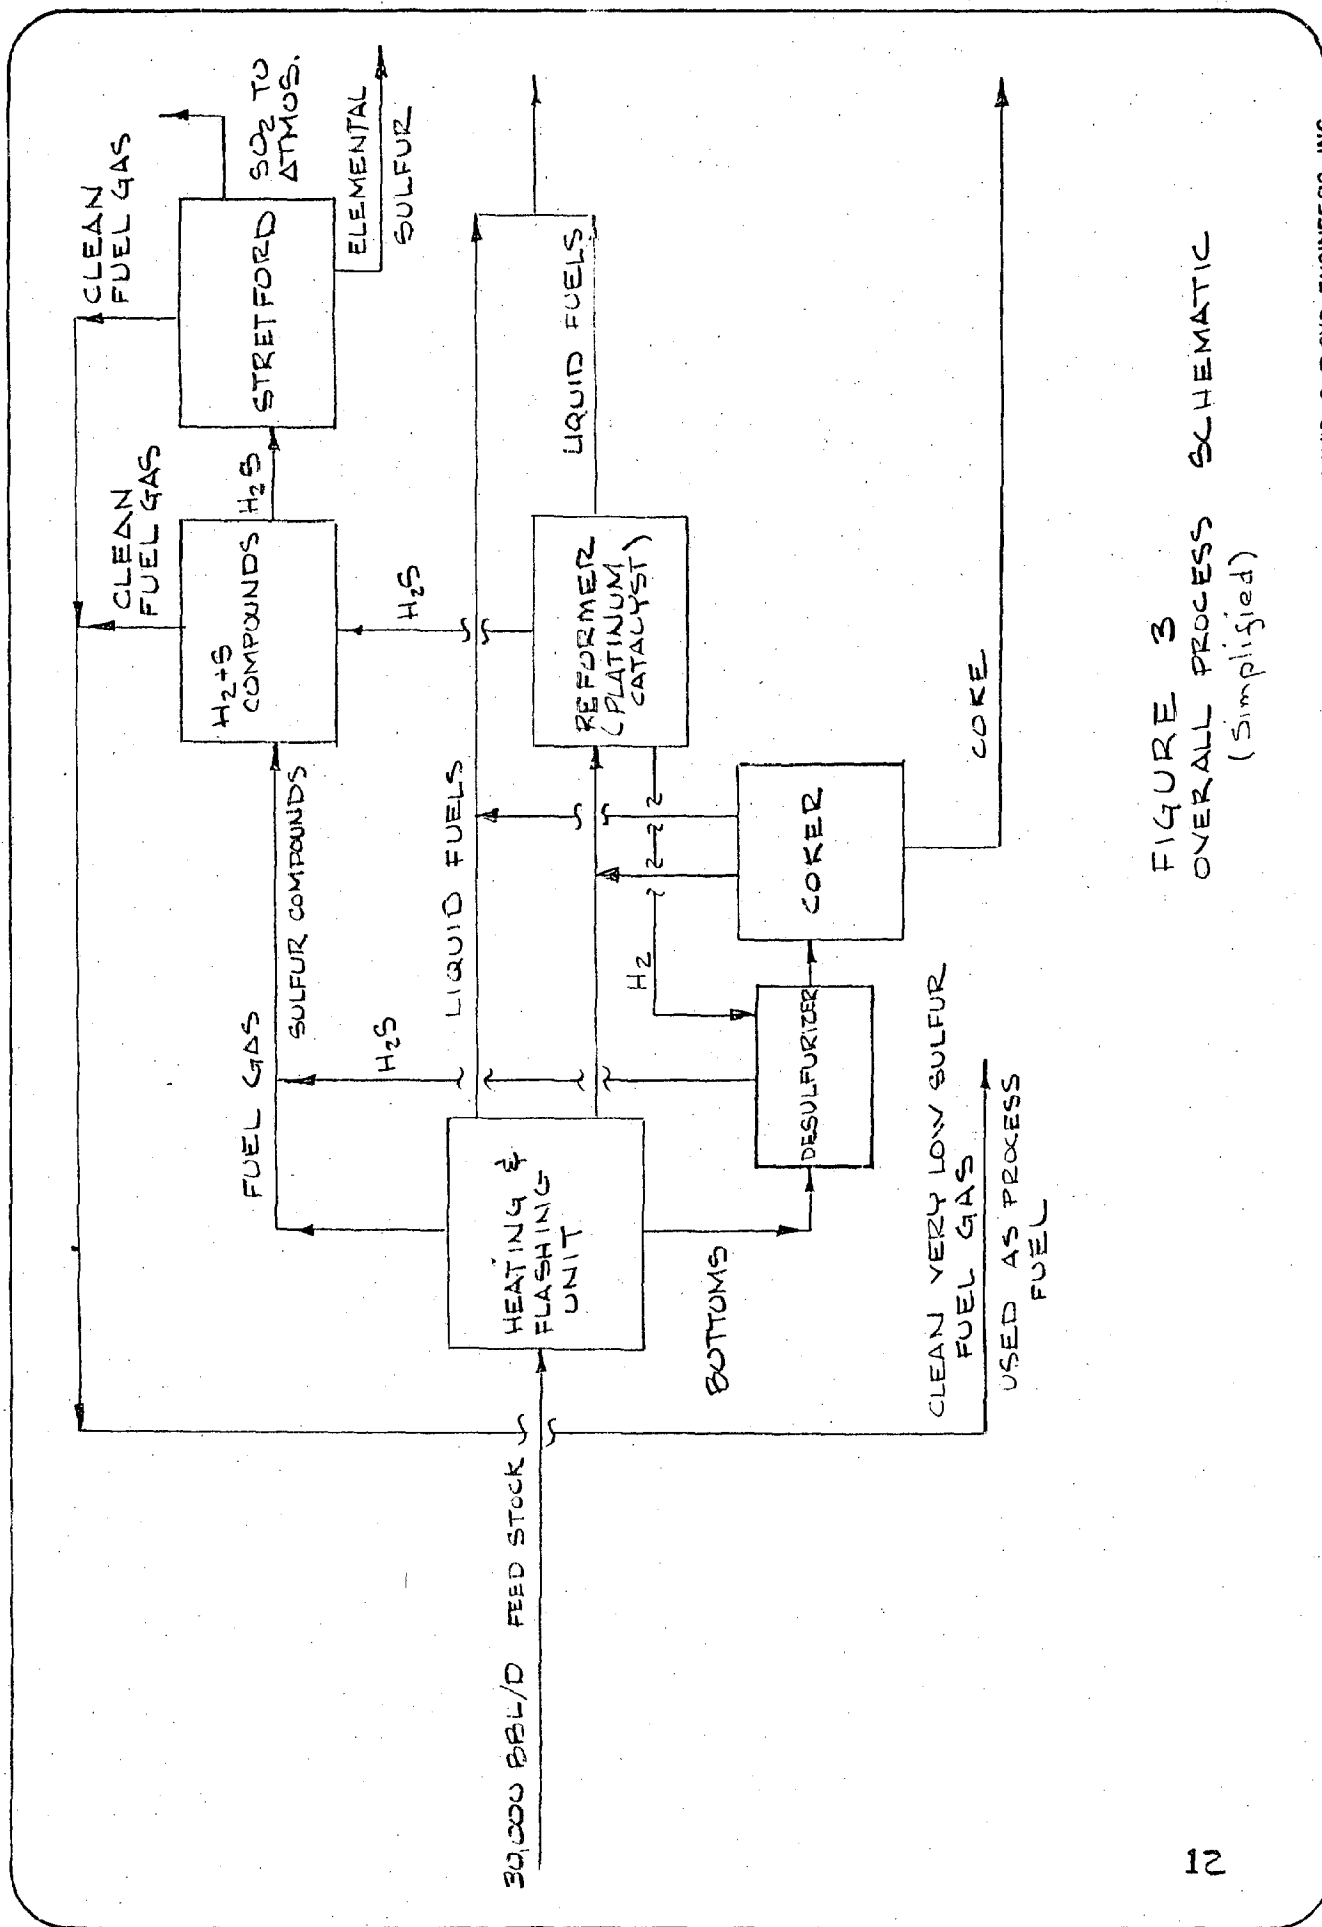 CLEAN
FUEL GAS
CLEAN
FUEL GAS
SO2 TO
ATMOS.
FUEL GAS
SULFUR COMPOUNDS
H2+S
COMPOUNDS
H2S
STRETFORD
ELEMENTAL
SULFUR
H2S
H2S
LIQUID FUELS
30,000 BBL/D FEED STOCK
HEATING &
FLASHING
UNIT
REFORMER
(PLATINUM
CATALYST)
LIQUID FUELS
H2
BOTTOMS
DESULFURIZER
COKER
COKE
CLEAN VERY LOW SULFUR
FUEL GAS
USED AS PROCESS
FUEL
FIGURE 3
OVERALL PROCESS SCHEMATIC
(Simplified)
12